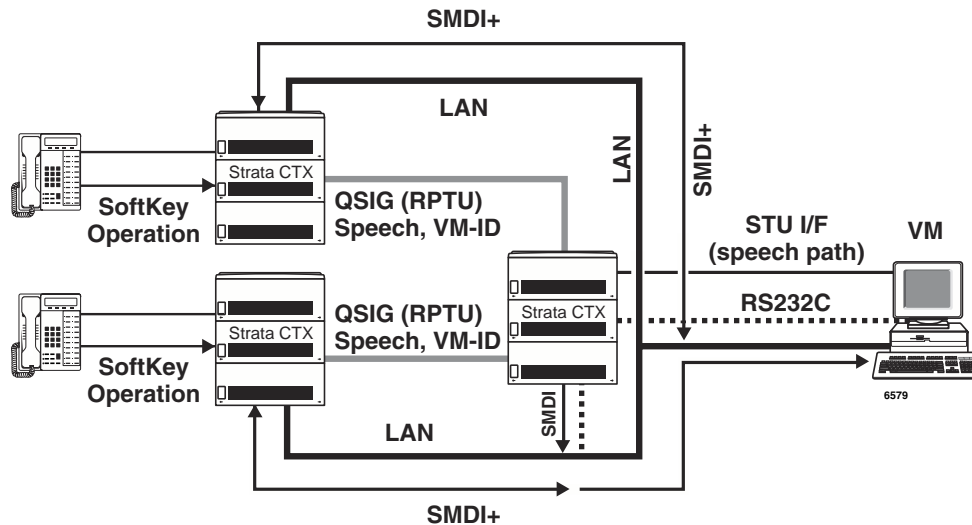 SMDI+
LAN
LAN
SMDI+
Strata CTX
SoftKey
Operation
QSIG (RPTU)
Speech, VM-ID
STU I/F
(speech path)
VM
Strata CTX
RS232C
QSIG (RPTU)
Speech, VM-ID
Strata CTX
SoftKey
Operation
SMDI
6579
LAN
SMDI+